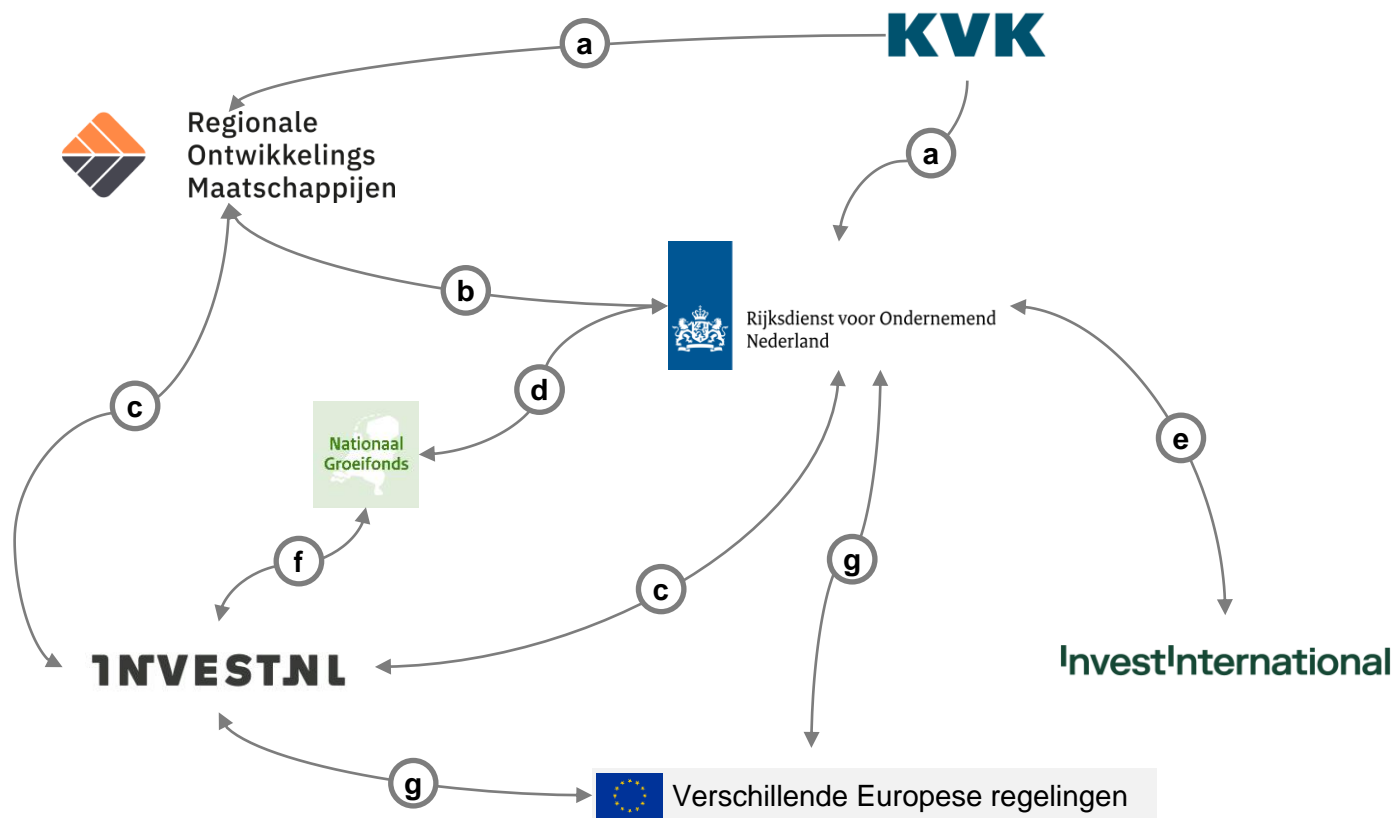 KVK
a
a
Regionale
Ontwikkelings
Maatschappijen
b
Rijksdienst voor Ondernemend
Nederland
d
c
Nationaal
Groeifonds
e
f
g
c
INVEST.NL
InvestInternational
g
Verschillende Europese regelingen